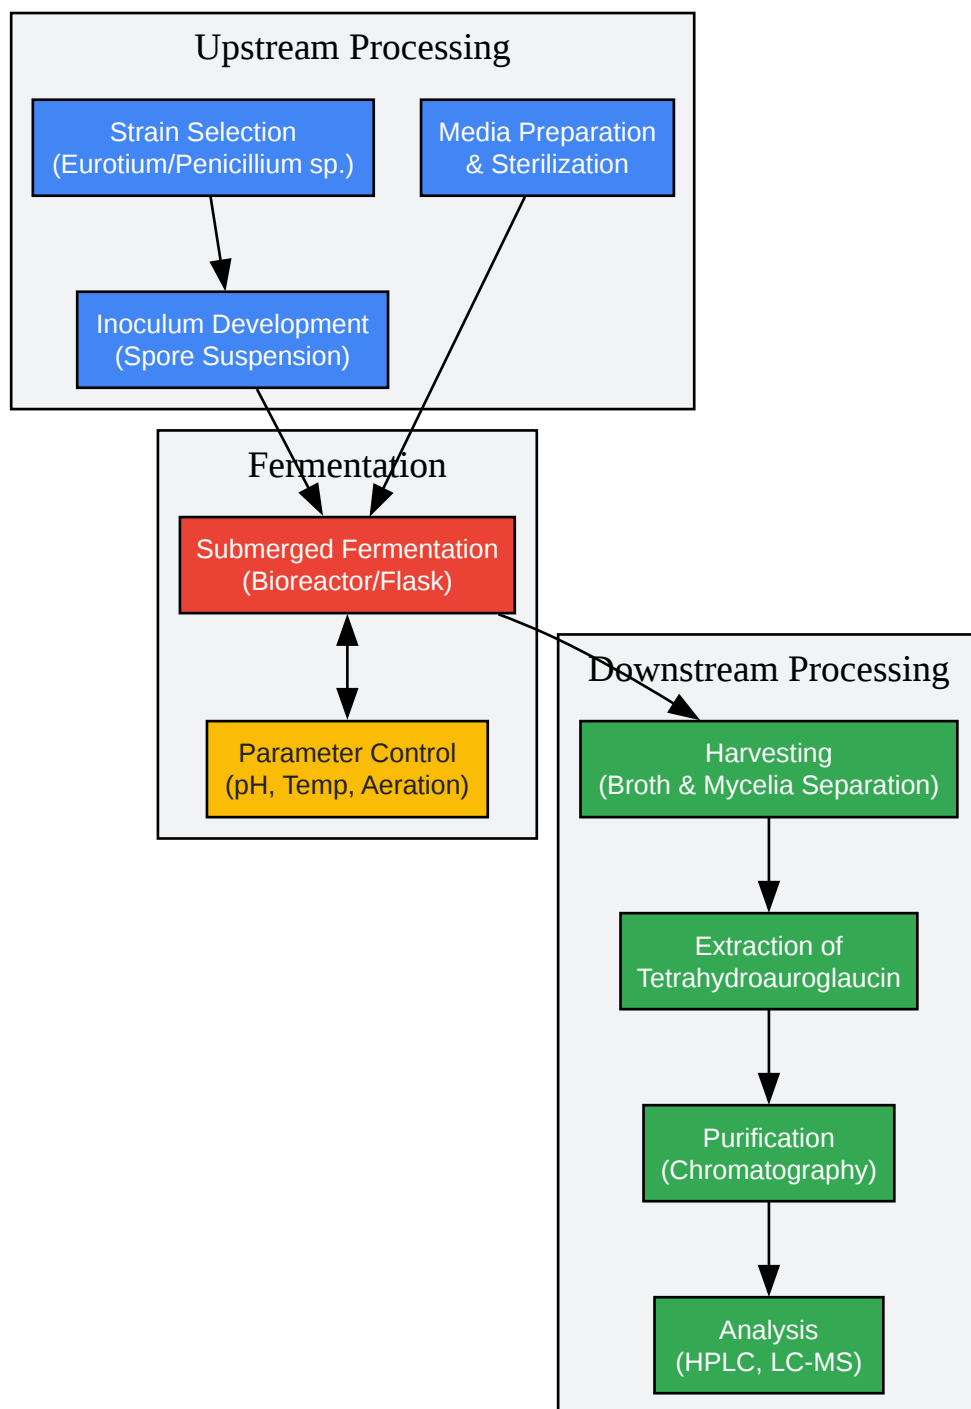 Upstream Processing
Strain Selection
(Eurotium/Penicillium sp.)
Media Preparation
& Sterilization
Inoculum Development
(Spore Suspension)
Fermentation
Submerged Fermentation
(Bioreactor/Flask)
Parameter Control
(pH, Temp, Aeration)
Downstream Processing
Harvesting
(Broth & Mycelia Separation)
Extraction of
Tetrahydroauroglaucin
Purification
(Chromatography)
Analysis
(HPLC, LC-MS)